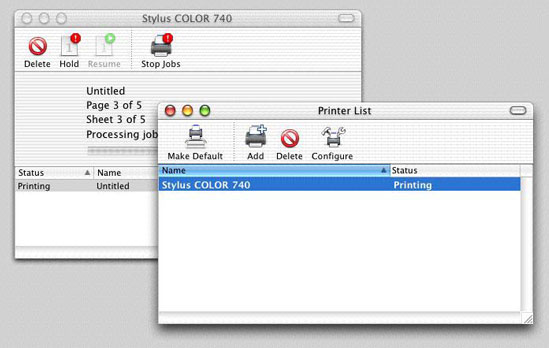 Stylus COLOR 740
Delete Hold Resume Stop Jobs
Untitled
Page 3 of 5
Sheet 3 of 5
Processing job
Status Name
Printing Untitled
Printer List
Make Default Add Delete Configure
Name Status
Stylus COLOR 740 Printing